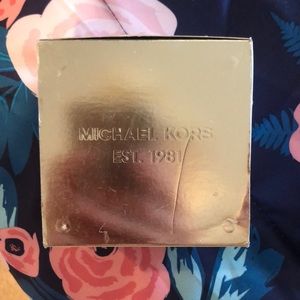 MICHAEL KORS
EST. 1981